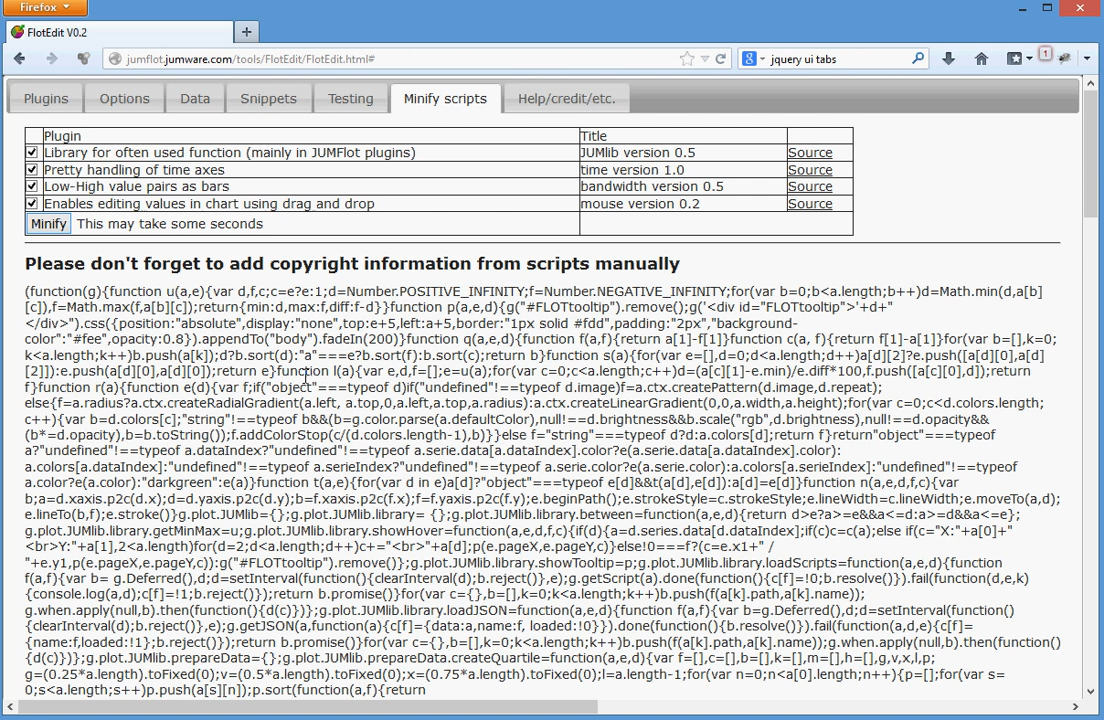 Firefox
FlotEdit V0.2
jumflot.jumware.com/tools/FlotEdit/FlotEdit.html#
jquery ui tabs
1
Plugins Options Data Snippets Testing Minify scripts Help/credit/etc.
Plugin Title
Library for often used function (mainly in JUMFlot plugins) JUMlib version 0.5 Source
Pretty handling of time axes time version 1.0 Source
Low-High value pairs as bars bandwidth version 0.5 Source
Enables editing values in chart using drag and drop mouse version 0.2 Source
Minify This may take some seconds
Please don't forget to add copyright information from scripts manually
(function(g){function u(a,e){var d,f,c;c=e?e:1;d=Number.POSITIVE_INFINITY;f=Number.NEGATIVE_INFINITY;for(var b=0;b<a.length;b++)d=Math.min(d,a[b]
[c]),f=Math.max(f,a[b][c]);return{min:d,max:f,diff:f-d}}function p(a,e,d){g("#FLOTtooltip").remove();g('<div id="FLOTtooltip">'+d+"
</div>").css({position:"absolute",display:"none",top:e+5,left:a+5,border:"1px solid #fdd",padding:"2px","background-
color":"#fee",opacity:0.8}).appendTo("body").fadeIn(200)}function q(a,e,d){function f(a,f){return a[1]-f[1]}function c(a, f){return f[1]-a[1]}for(var b=[],k=0;
k<a.length;k++)b.push(a[k]);d?b.sort(d):"a"===e?b.sort(f):b.sort(c);return b}function s(a){for(var e=[],d=0;d<a.length;d++)a[d][2]?e.push([a[d][0],a[d]
[2]]):e.push(a[d][0],a[d][0]);return e}function l(a){var e,d,f=[];e=u(a);for(var c=0;c<a.length;c++)d=(a[c][1]-e.min)/e.diff*100,f.push([a[c][0],d]);return
f}function r(a){function e(d){var f;if("object"===typeof d)if("undefined"!==typeof d.image)f=a.ctx.createPattern(d.image,d.repeat);
else{f=a.radius?a.ctx.createRadialGradient(a.left, a.top,0,a.left,a.top,a.radius):a.ctx.createLinearGradient(0,0,a.width,a.height);for(var c=0;c<d.colors.length;
c++){var b=d.colors[c];"string"!==typeof b&&(b=g.color.parse(a.defaultColor),null!==d.brightness&&b.scale("rgb",d.brightness),null!==d.opacity&&
(b*=d.opacity),b=b.toString());f.addColorStop(c/(d.colors.length-1),b)}}else f="string"===typeof d?d:a.colors[d];return f}return"object"===typeof
a?"undefined"!==typeof a.dataIndex?"undefined"!==typeof a.serie.data[a.dataIndex].color?e(a.serie.data[a.dataIndex].color):
a.colors[a.dataIndex]:"undefined"!==typeof a.serieIndex?"undefined"!==typeof a.serie.color?e(a.serie.color):a.colors[a.serieIndex]:"undefined"!==typeof
a.color?e(a.color):"darkgreen":e(a)}function t(a,e){for(var d in e)a[d]?"object"===typeof e[d]&&t(a[d],e[d]):a[d]=e[d]}function n(a,e,d,f,c){var
b;a=d.xaxis.p2c(d.x);d=d.yaxis.p2c(d.y);b=f.xaxis.p2c(f.x);f=f.yaxis.p2c(f.y);e.beginPath();e.strokeStyle=c.strokeStyle;e.lineWidth=c.lineWidth;e.moveTo(a,d);
e.lineTo(b,f);e.stroke()}g.plot.JUMlib={};g.plot.JUMlib.library= {};g.plot.JUMlib.library.between=function(a,e,d){return d>e?a>=e&&a<=d:a>=d&&a<=e};
g.plot.JUMlib.library.getMinMax=u;g.plot.JUMlib.library.showHover=function(a,e,d,f,c){if(d){a=d.series.data[d.dataIndex];if(c)c=c(a);else if(c="X:"+a[0]+"
<br>Y:"+a[1],2<a.length)for(d=2;d<a.length;d++)c+="<br>"+a[d];p(e.pageX,e.pageY,c)}else!0===f?(c=e.x1+" /
"+e.y1,p(e.pageX,e.pageY,c)):g("#FLOTtooltip").remove()};g.plot.JUMlib.library.showTooltip=p;g.plot.JUMlib.library.loadScripts=function(a,e,d){function
f(a,f){var b= g.Deferred(),d;d=setInterval(function(){clearInterval(d);b.reject()},e);g.getScript(a).done(function(){c[f]=!0;b.resolve()}).fail(function(d,e,k)
{console.log(a,d);c[f]=!1;b.reject()});return b.promise()}for(var c={},b=[],k=0;k<a.length;k++)b.push(f(a[k].path,a[k].name));
g.when.apply(null,b).then(function(){d(c)})};g.plot.JUMlib.library.loadJSON=function(a,e,d){function f(a,f){var b=g.Deferred(),d;d=setInterval(function()
{clearInterval(d);b.reject()},e);g.getJSON(a,function(a){c[f]={data:a,name:f, loaded:!0}}).done(function(){b.resolve()}).fail(function(a,d,e){c[f]=
{name:f,loaded:!1};b.reject()});return b.promise()}for(var c={},b=[],k=0;k<a.length;k++)b.push(f(a[k].path,a[k].name));g.when.apply(null,b).then(function()
{d(c)})};g.plot.JUMlib.prepareData={};g.plot.JUMlib.prepareData.createQuartile=function(a,e,d){var f=[],c=[],b=[],k=[],m=[],h=[],g,v,x,l,p;
g=(0.25*a.length).toFixed(0);v=(0.5*a.length).toFixed(0);x=(0.75*a.length).toFixed(0);l=a.length-1;for(var n=0;n<a[0].length;n++){p=[];for(var s=
0;s<a.length;s++)p.push(a[s][n]);p.sort(function(a,f){return